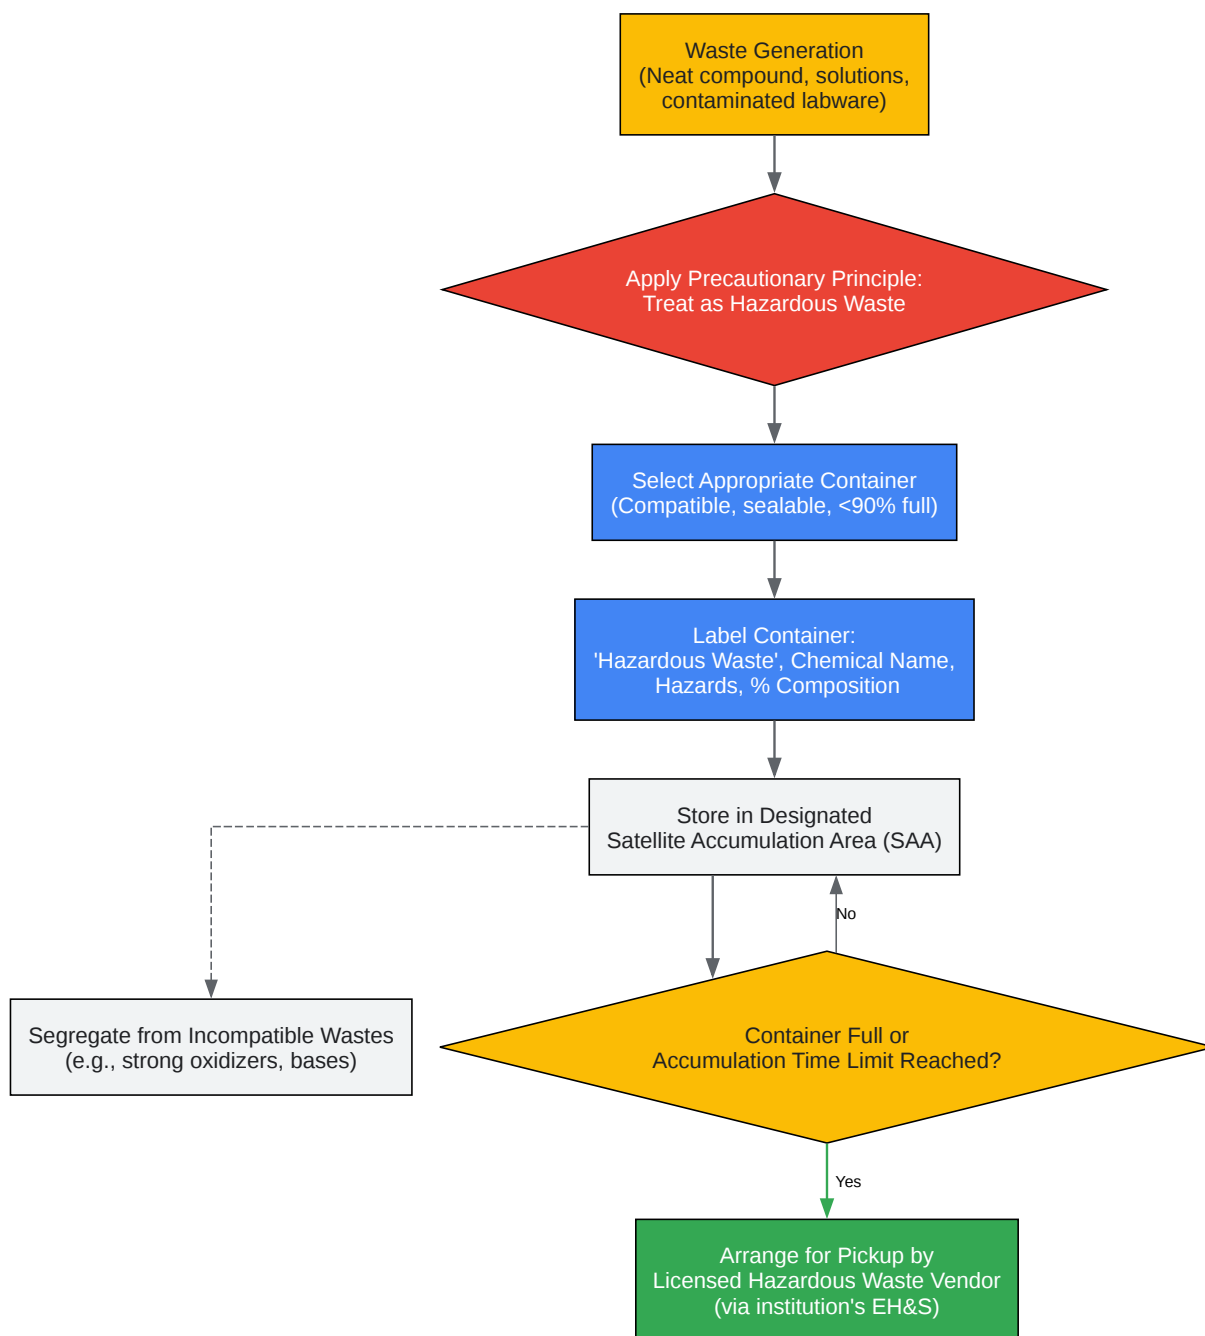 Waste Generation
(Neat compound, solutions,
contaminated labware)
Apply Precautionary Principle:
Treat as Hazardous Waste
Select Appropriate Container
(Compatible, sealable, <90% full)
Label Container:
'Hazardous Waste', Chemical Name,
Hazards, % Composition
Store in Designated
Satellite Accumulation Area (SAA)
No
Segregate from Incompatible Wastes
(e.g., strong oxidizers, bases)
Container Full or
Accumulation Time Limit Reached?
Yes
Arrange for Pickup by
Licensed Hazardous Waste Vendor
(via institution's EH&S)